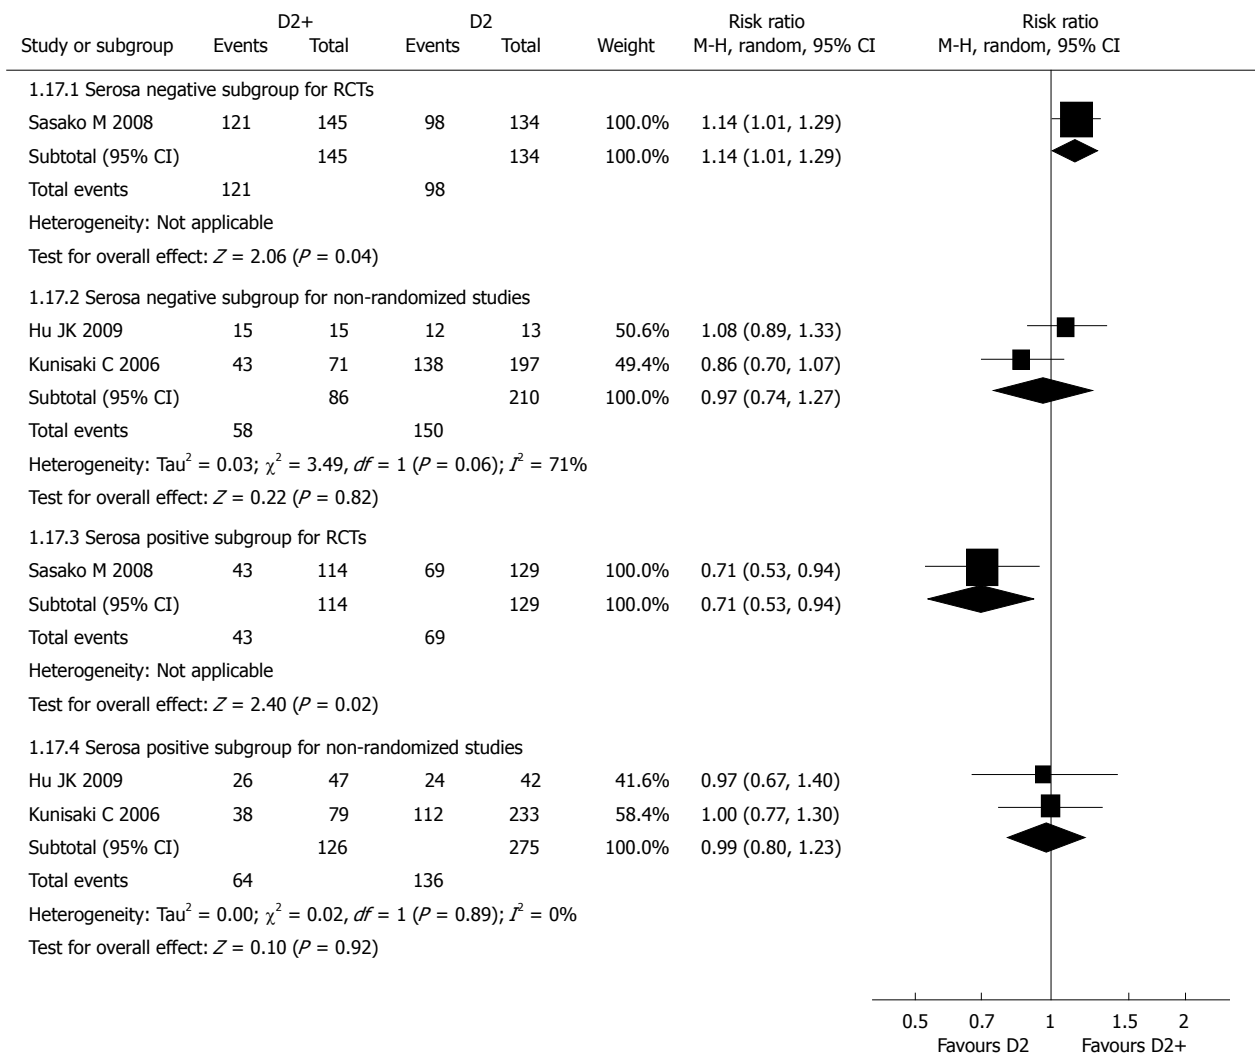 D2+ D2 Risk ratio Risk ratio
Study or subgroup Events Total Events Total Weight M-H, random, 95% CI M-H, random, 95% CI
1.17.1 Serosa negative subgroup for RCTs
Sasako M 2008 121 145 98 134 100.0% 1.14 (1.01, 1.29)
Subtotal (95% CI) 145 134 100.0% 1.14 (1.01, 1.29)
Total events 121 98
Heterogeneity: Not applicable
Test for overall effect: Z = 2.06 (P = 0.04)
1.17.2 Serosa negative subgroup for non-randomized studies
Hu JK 2009 15 15 12 13 50.6% 1.08 (0.89, 1.33)
Kunisaki C 2006 43 71 138 197 49.4% 0.86 (0.70, 1.07)
Subtotal (95% CI) 86 210 100.0% 0.97 (0.74, 1.27)
Total events 58 150
Heterogeneity: Tau² = 0.03; χ² = 3.49, df = 1 (P = 0.06); I² = 71%
Test for overall effect: Z = 0.22 (P = 0.82)
1.17.3 Serosa positive subgroup for RCTs
Sasako M 2008 43 114 69 129 100.0% 0.71 (0.53, 0.94)
Subtotal (95% CI) 114 129 100.0% 0.71 (0.53, 0.94)
Total events 43 69
Heterogeneity: Not applicable
Test for overall effect: Z = 2.40 (P = 0.02)
1.17.4 Serosa positive subgroup for non-randomized studies
Hu JK 2009 26 47 24 42 41.6% 0.97 (0.67, 1.40)
Kunisaki C 2006 38 79 112 233 58.4% 1.00 (0.77, 1.30)
Subtotal (95% CI) 126 275 100.0% 0.99 (0.80, 1.23)
Total events 64 136
Heterogeneity: Tau² = 0.00; χ² = 0.02, df = 1 (P = 0.89); I² = 0%
Test for overall effect: Z = 0.10 (P = 0.92)
0.5 0.7 1 1.5 2
Favours D2 Favours D2+